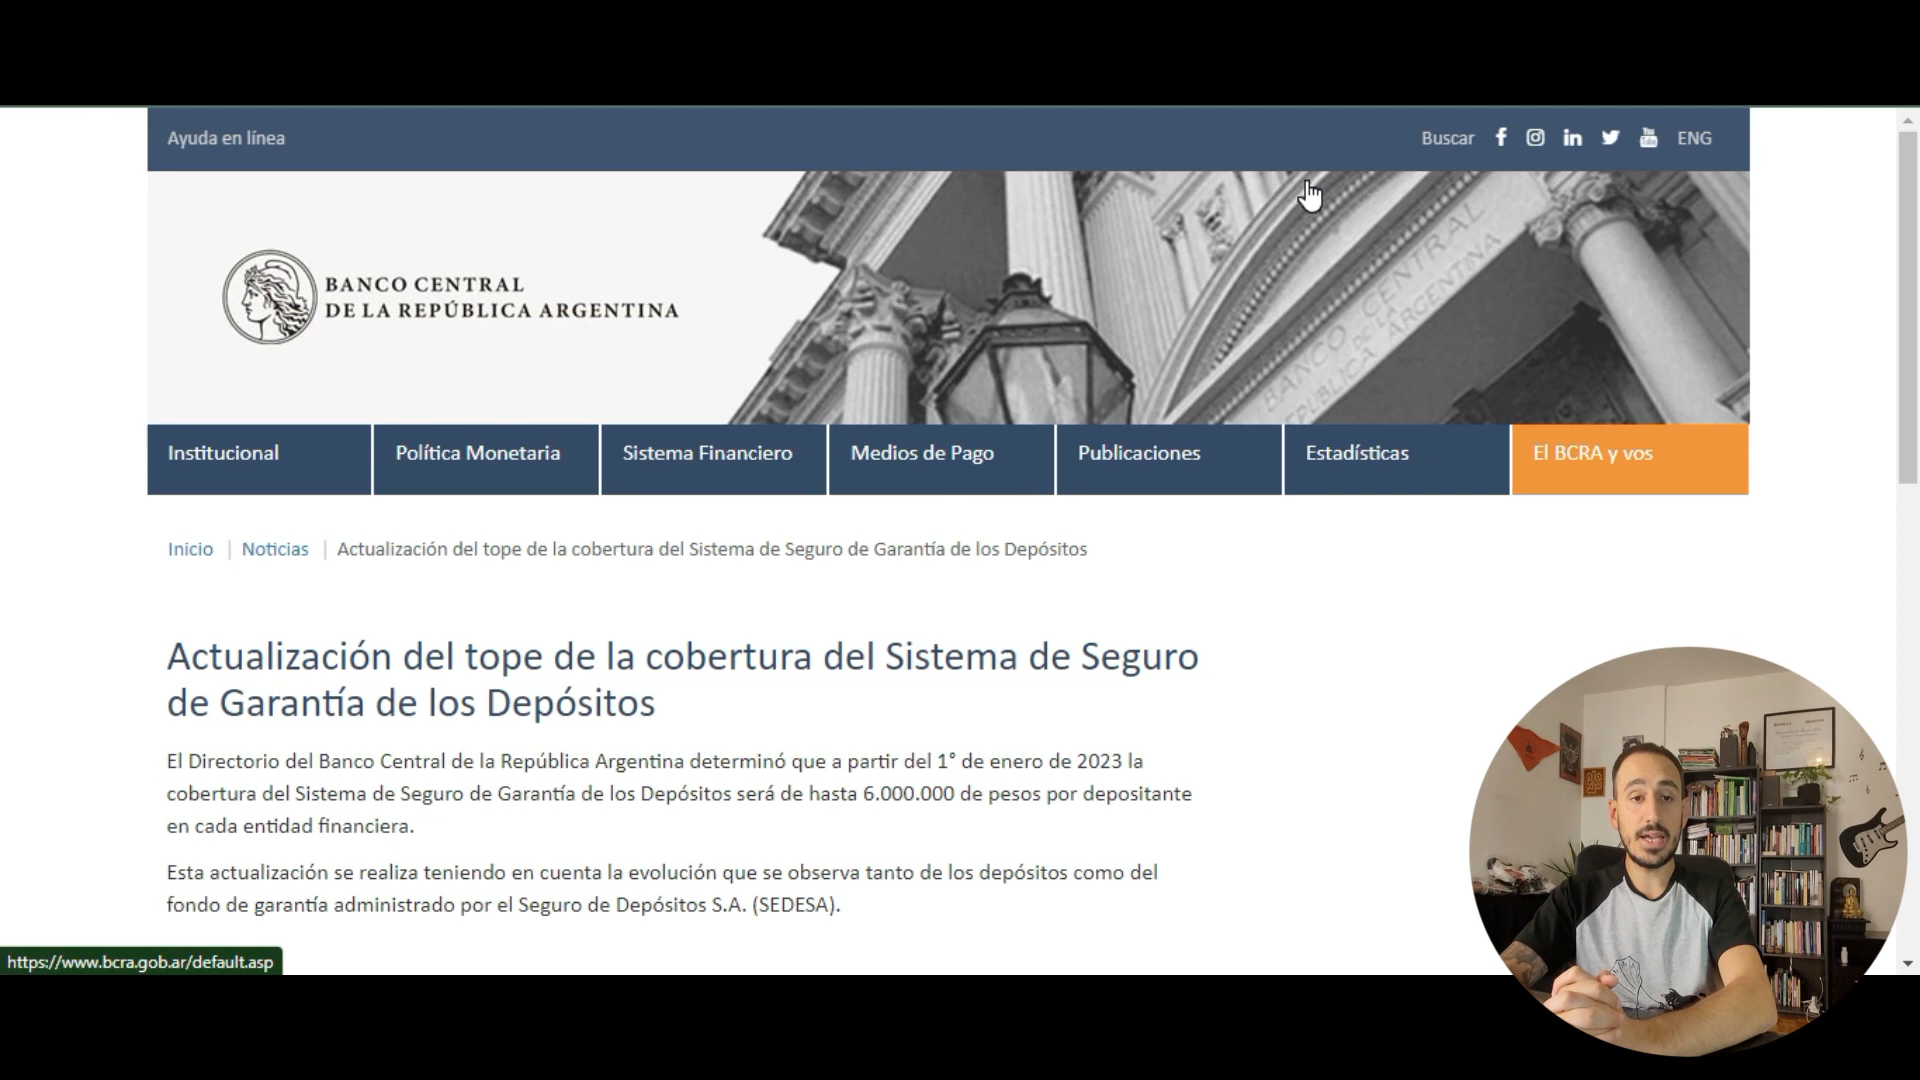 Ayuda en línea
Buscar
ENG
BANCO CENTRAL
DE LA REPÚBLICA ARGENTINA
BANCO CENTRAL
DE LA
REPÚBLICA ARGENTINA
Institucional
Política Monetaria
Sistema Financiero
Medios de Pago
Publicaciones
Estadísticas
El BCRA y vos
Inicio | Noticias | Actualización del tope de la cobertura del Sistema de Seguro de Garantía de los Depósitos
Actualización del tope de la cobertura del Sistema de Seguro
de Garantía de los Depósitos
El Directorio del Banco Central de la República Argentina determinó que a partir del 1° de enero de 2023 la
cobertura del Sistema de Seguro de Garantía de los Depósitos será de hasta 6.000.000 de pesos por depositante
en cada entidad financiera.
Esta actualización se realiza teniendo en cuenta la evolución que se observa tanto de los depósitos como del
fondo de garantía administrado por el Seguro de Depósitos S.A. (SEDESA).
https://www.bcra.gob.ar/default.asp